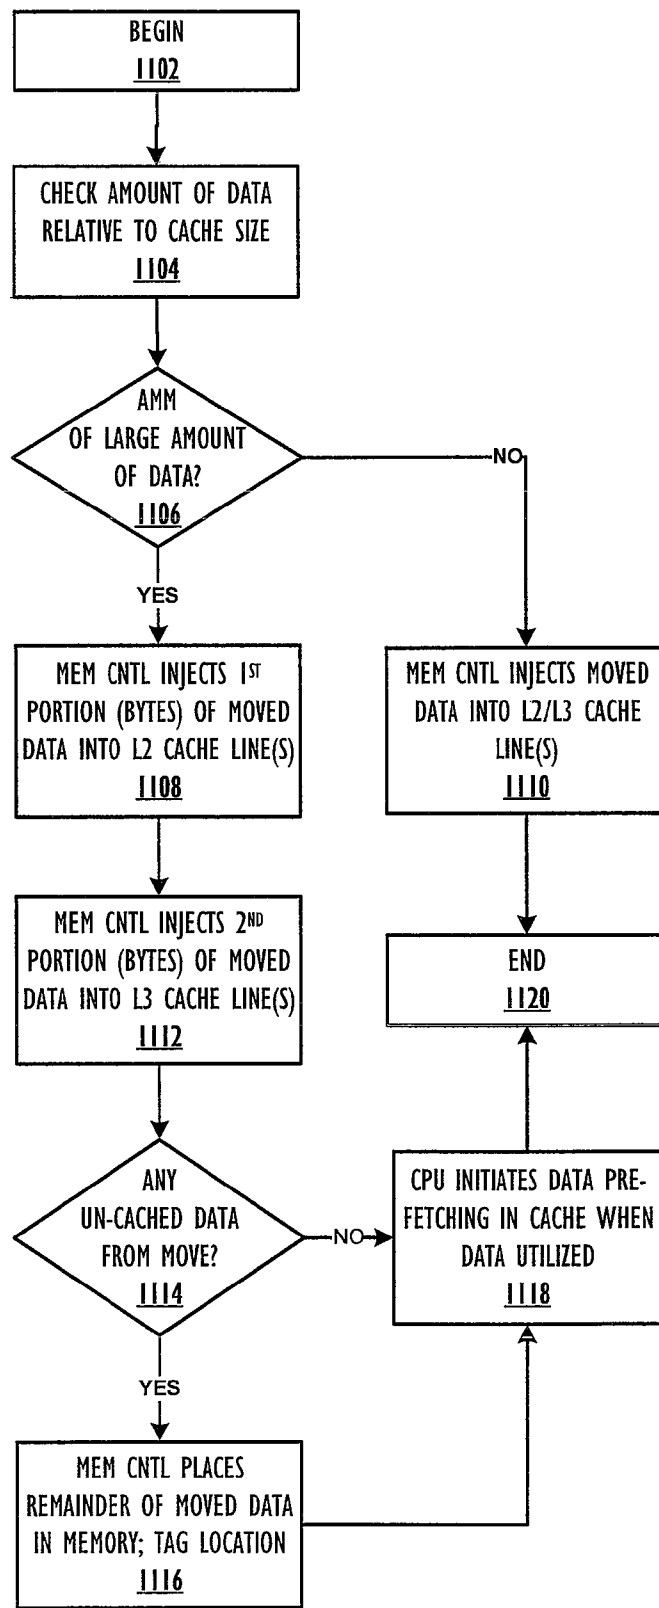 BEGIN
1102
CHECK AMOUNT OF DATA
RELATIVE TO CACHE SIZE
1104
AMM
OF LARGE AMOUNT
OF DATA?
1106
NO
YES
MEM CNTL INJECTS 1ST
PORTION (BYTES) OF MOVED
DATA INTO L2 CACHE LINE(S)
1108
MEM CNTL INJECTS MOVED
DATA INTO L2/L3 CACHE
LINE(S)
1110
MEM CNTL INJECTS 2ND
PORTION (BYTES) OF MOVED
DATA INTO L3 CACHE LINE(S)
1112
END
1120
ANY
UN-CACHED DATA
FROM MOVE?
1114
NO
CPU INITIATES DATA PRE-
FETCHING IN CACHE WHEN
DATA UTILIZED
1118
YES
MEM CNTL PLACES
REMAINDER OF MOVED DATA
IN MEMORY; TAG LOCATION
1116